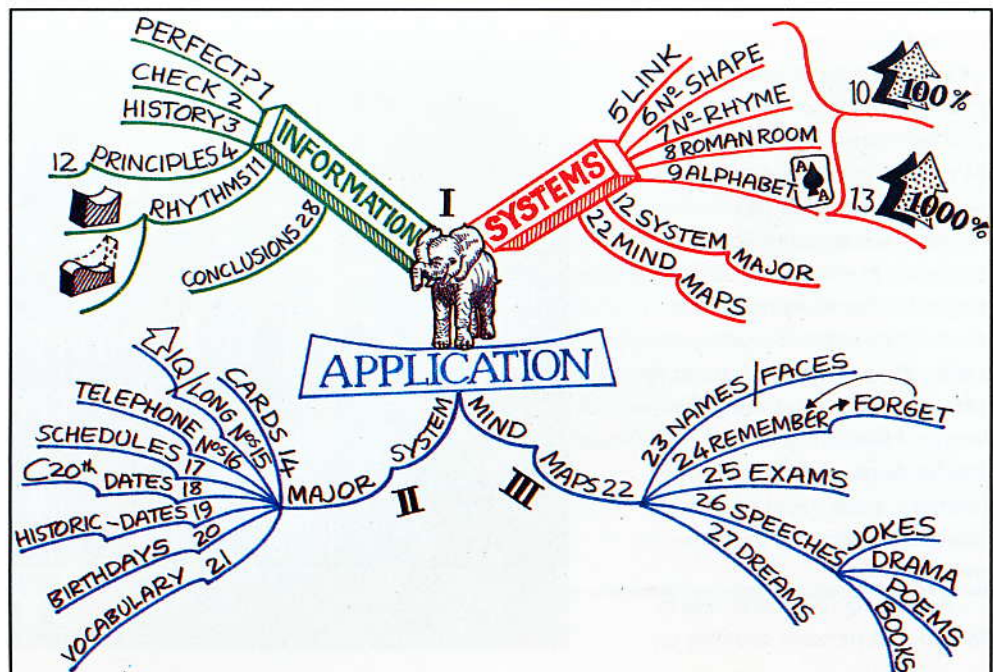 PERFECT? 1
CHECK 2
HISTORY 3
12 PRINCIPLES 4
RHYTHMS 11
CONCLUSIONS 28
INFORMATION
I
SYSTEMS
5 LINK
6 Nº-SHAPE
7 Nº-RHYME
8 ROMAN ROOM
9 ALPHABET
A
A
10 100%
13 1000%
12 SYSTEM MAJOR
22 MIND MAPS
APPLICATION
SYSTEM
MAJOR
II
CARDS 14
IQ/LONG Nos 15
TELEPHONE Nos 16
SCHEDULES 17
C20th DATES 18
HISTORIC-DATES 19
BIRTHDAYS 20
VOCABULARY 21
MIND
MAPS 22
III
23 NAMES/FACES
24 REMEMBER FORGET
25 EXAMS
26 SPEECHES
JOKES
DRAMA
POEMS
BOOKS
27 DREAMS